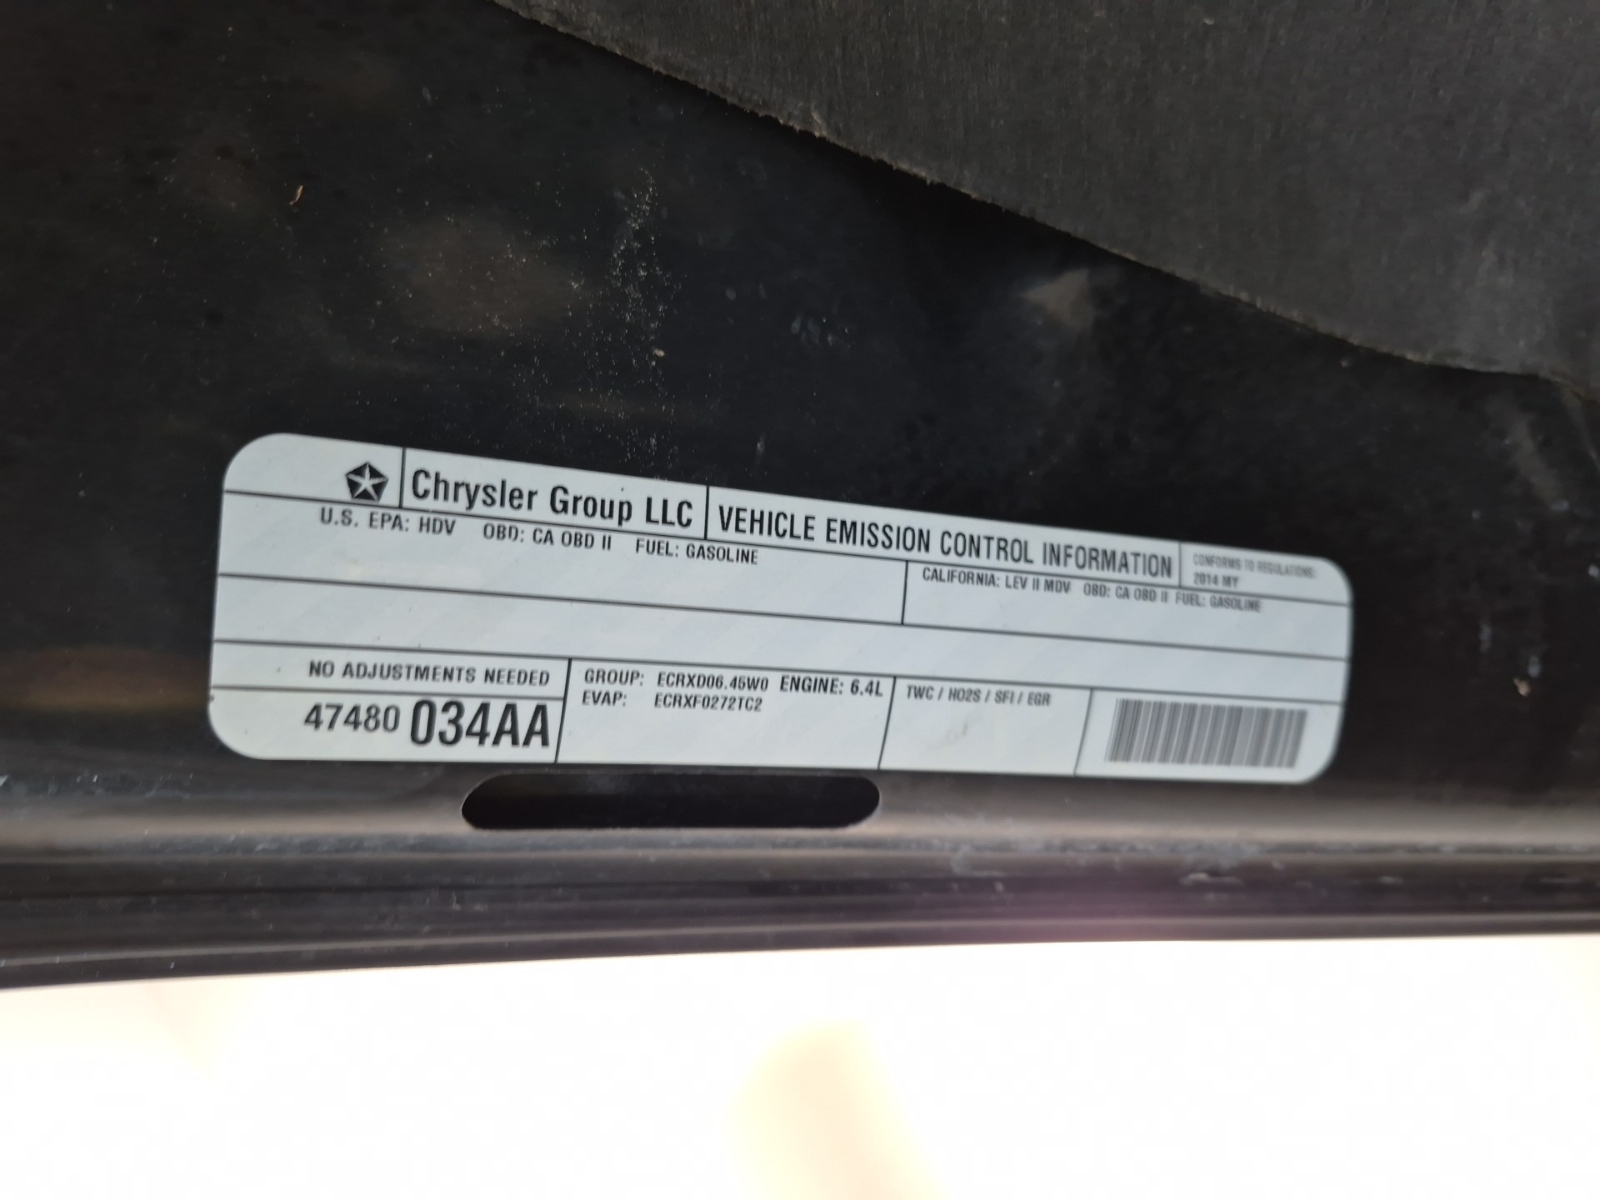 Chrysler Group LLC
VEHICLE EMISSION CONTROL INFORMATION
CONFORMS TO REGULATIONS:
2014 MY
U.S. EPA: HDV OBD: CA OBD II FUEL: GASOLINE
CALIFORNIA: LEV II MDV OBD: CA OBD II FUEL: GASOLINE
NO ADJUSTMENTS NEEDED
47480 034AA
GROUP: ECRXD06.45W0 ENGINE: 6.4L
EVAP: ECRXF0272TC2
TWC / HO2S / SFI / EGR